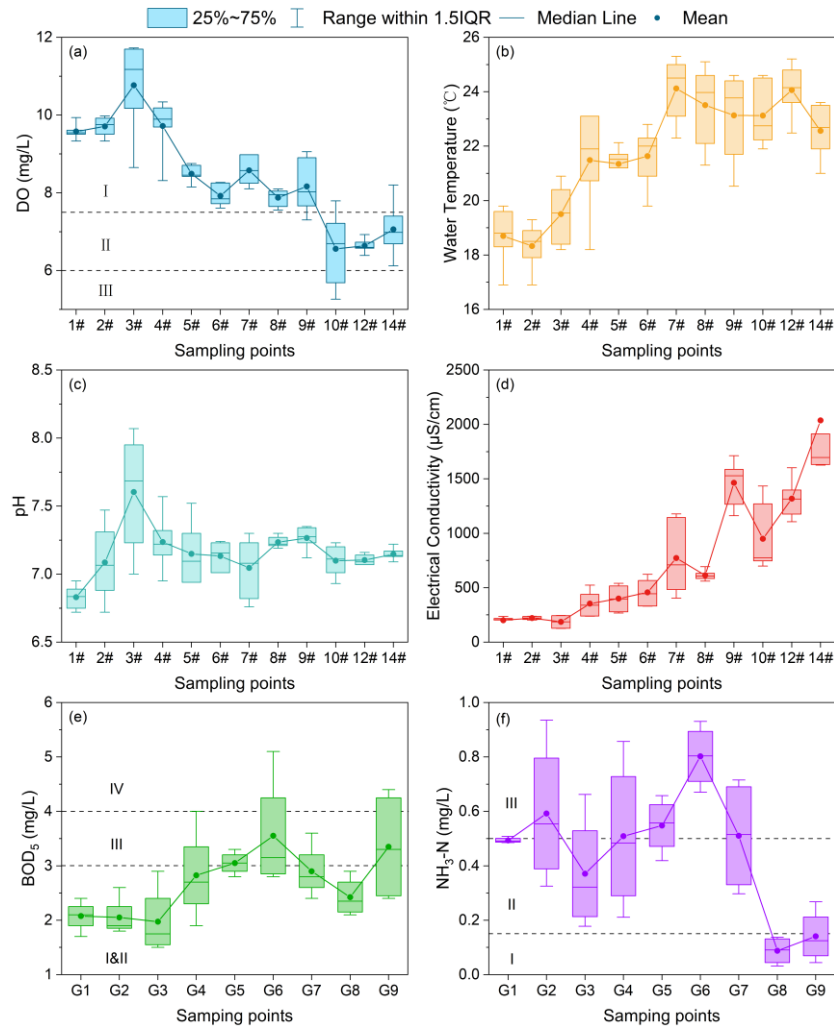 25%~75% Range within 1.5IQR Median Line Mean
(a)
DO (mg/L)
12
10
8
6
I
II
III
1# 2# 3# 4# 5# 6# 7# 8# 9# 10# 12# 14#
Sampling points
(b)
Water Temperature (℃)
26
24
22
20
18
16
1# 2# 3# 4# 5# 6# 7# 8# 9# 10# 12# 14#
Sampling points
(c)
pH
8.5
8.0
7.5
7.0
6.5
1# 2# 3# 4# 5# 6# 7# 8# 9# 10# 12# 14#
Sampling points
(d)
Electrical Conductivity (μS/cm)
2500
2000
1500
1000
500
0
1# 2# 3# 4# 5# 6# 7# 8# 9# 10# 12# 14#
Sampling points
(e)
BOD₅ (mg/L)
6
5
4
3
2
1
IV
III
I&II
G1 G2 G3 G4 G5 G6 G7 G8 G9
Sampling points
(f)
NH₃-N (mg/L)
1.0
0.8
0.6
0.4
0.2
0.0
III
II
I
G1 G2 G3 G4 G5 G6 G7 G8 G9
Sampling points